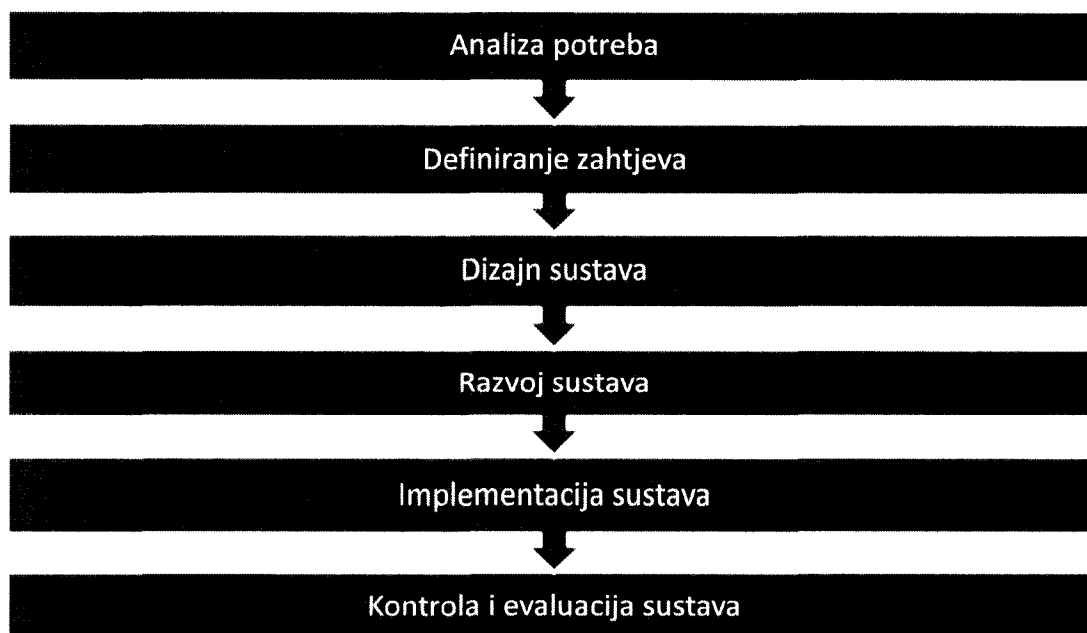 Analiza potreba
Definiranje zahtjeva
Dizajn sustava
Razvoj sustava
Implementacija sustava
Kontrola i evaluacija sustava